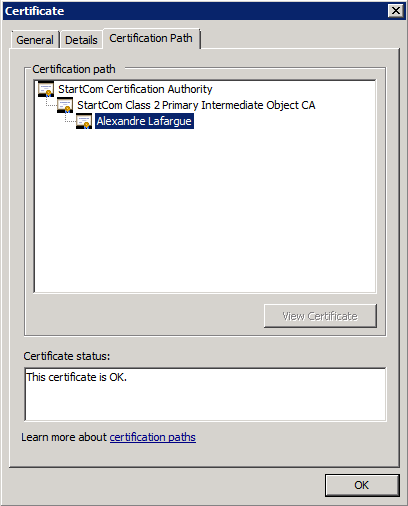 Certificate
General
Details
Certification Path
Certification path
StartCom Certification Authority
StartCom Class 2 Primary Intermediate Object CA
Alexandre Lafargue
View Certificate
Certificate status:
This certificate is OK.
Learn more about certification paths
OK